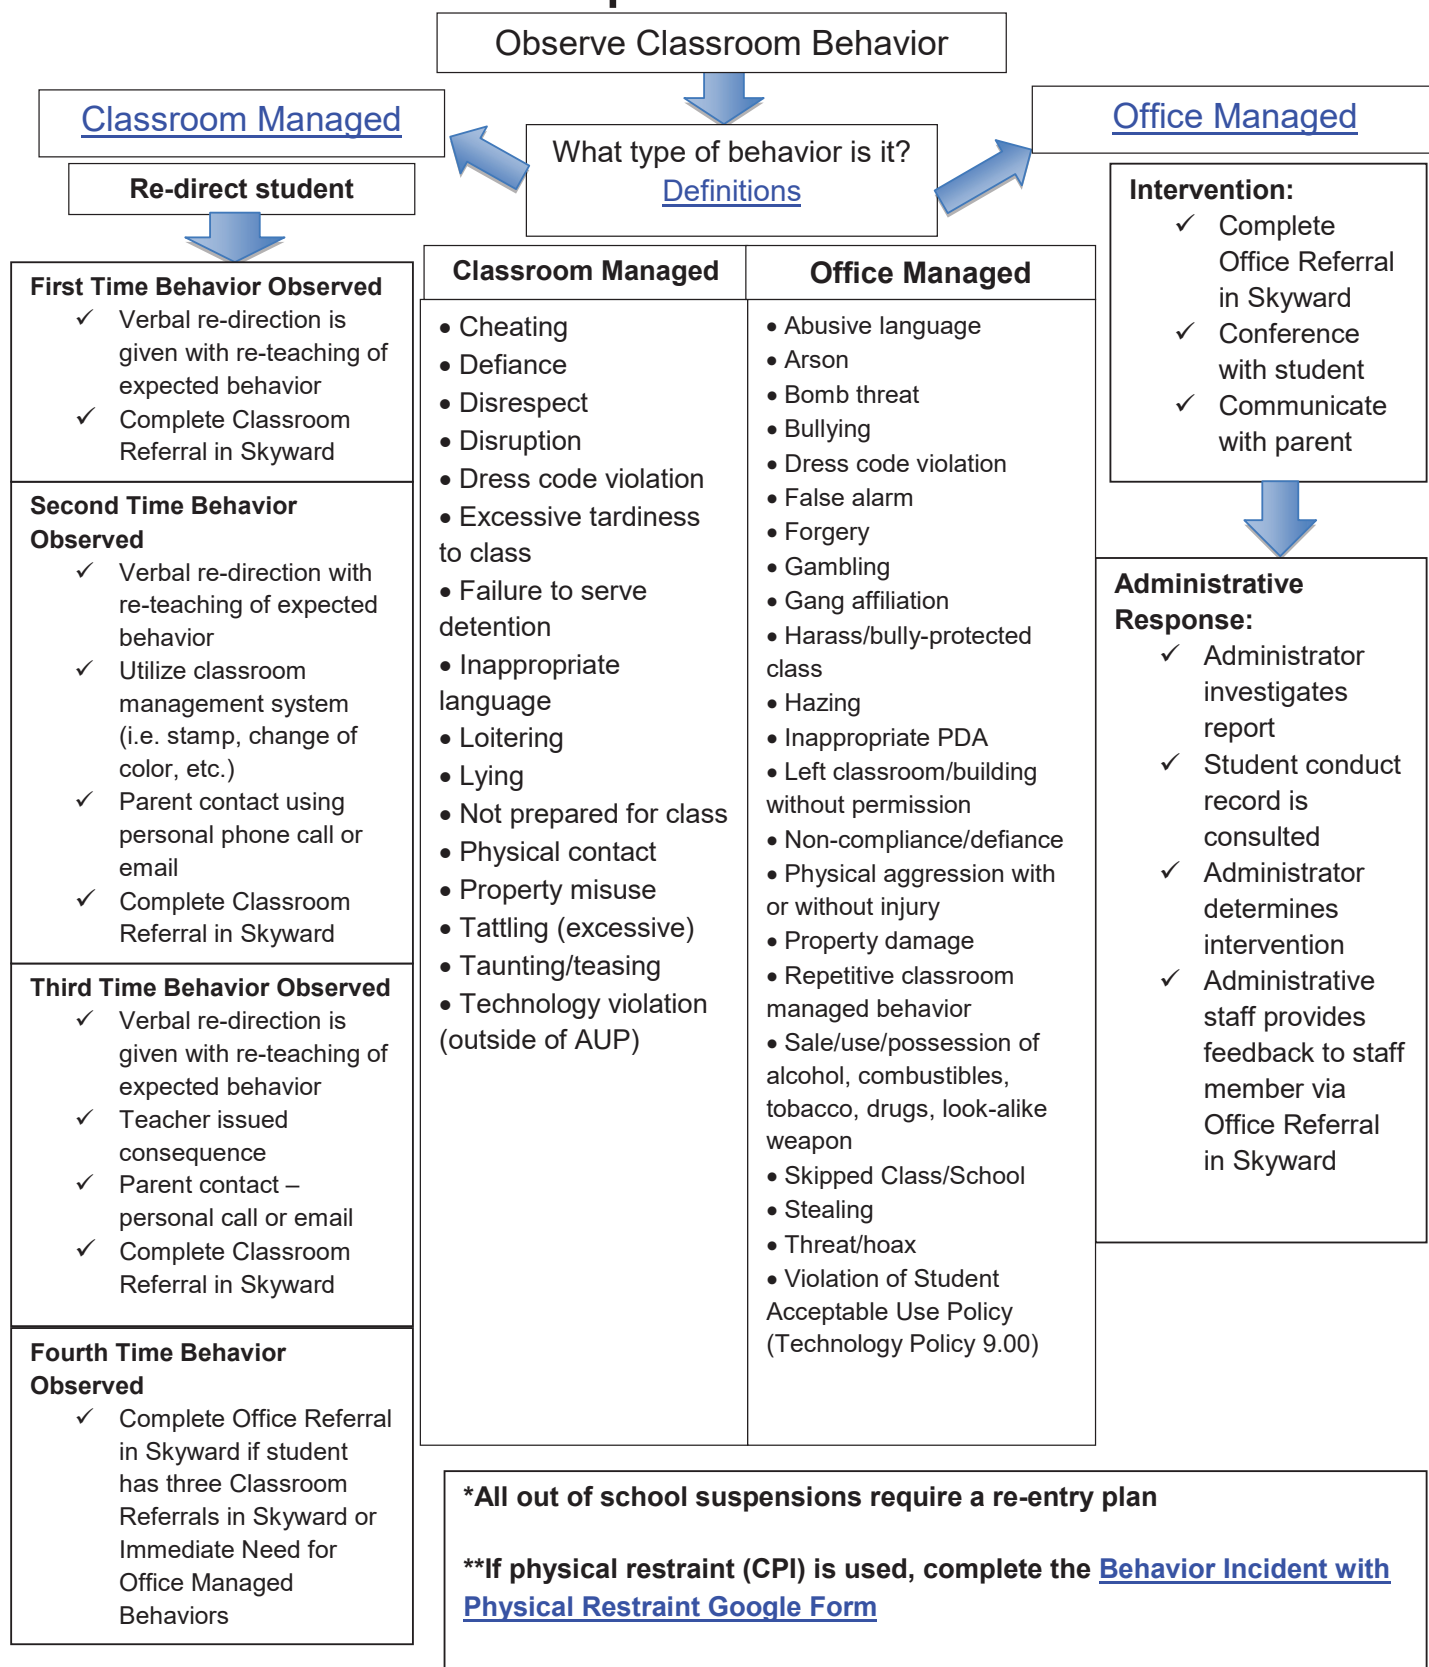 Observe Classroom Behavior
Classroom Managed
What type of behavior is it?
Definitions
Office Managed
Re-direct student
First Time Behavior Observed
✓ Verbal re-direction is
given with re-teaching of
expected behavior
✓ Complete Classroom
Referral in Skyward
Second Time Behavior
Observed
✓ Verbal re-direction with
re-teaching of expected
behavior
✓ Utilize classroom
management system
(i.e. stamp, change of
color, etc.)
✓ Parent contact using
personal phone call or
email
✓ Complete Classroom
Referral in Skyward
Third Time Behavior Observed
✓ Verbal re-direction is
given with re-teaching of
expected behavior
✓ Teacher issued
consequence
✓ Parent contact –
personal call or email
✓ Complete Classroom
Referral in Skyward
Fourth Time Behavior
Observed
✓ Complete Office Referral
in Skyward if student
has three Classroom
Referrals in Skyward or
Immediate Need for
Office Managed
Behaviors
Classroom Managed
• Cheating
• Defiance
• Disrespect
• Disruption
• Dress code violation
• Excessive tardiness
to class
• Failure to serve
detention
• Inappropriate
language
• Loitering
• Lying
• Not prepared for class
• Physical contact
• Property misuse
• Tattling (excessive)
• Taunting/teasing
• Technology violation
(outside of AUP)
Office Managed
• Abusive language
• Arson
• Bomb threat
• Bullying
• Dress code violation
• False alarm
• Forgery
• Gambling
• Gang affiliation
• Harass/bully-protected
class
• Hazing
• Inappropriate PDA
• Left classroom/building
without permission
• Non-compliance/defiance
• Physical aggression with
or without injury
• Property damage
• Repetitive classroom
managed behavior
• Sale/use/possession of
alcohol, combustibles,
tobacco, drugs, look-alike
weapon
• Skipped Class/School
• Stealing
• Threat/hoax
• Violation of Student
Acceptable Use Policy
(Technology Policy 9.00)
Intervention:
✓ Complete
Office Referral
in Skyward
✓ Conference
with student
✓ Communicate
with parent
Administrative
Response:
✓ Administrator
investigates
report
✓ Student conduct
record is
consulted
✓ Administrator
determines
intervention
✓ Administrative
staff provides
feedback to staff
member via
Office Referral
in Skyward
*All out of school suspensions require a re-entry plan
**If physical restraint (CPI) is used, complete the Behavior Incident with
Physical Restraint Google Form